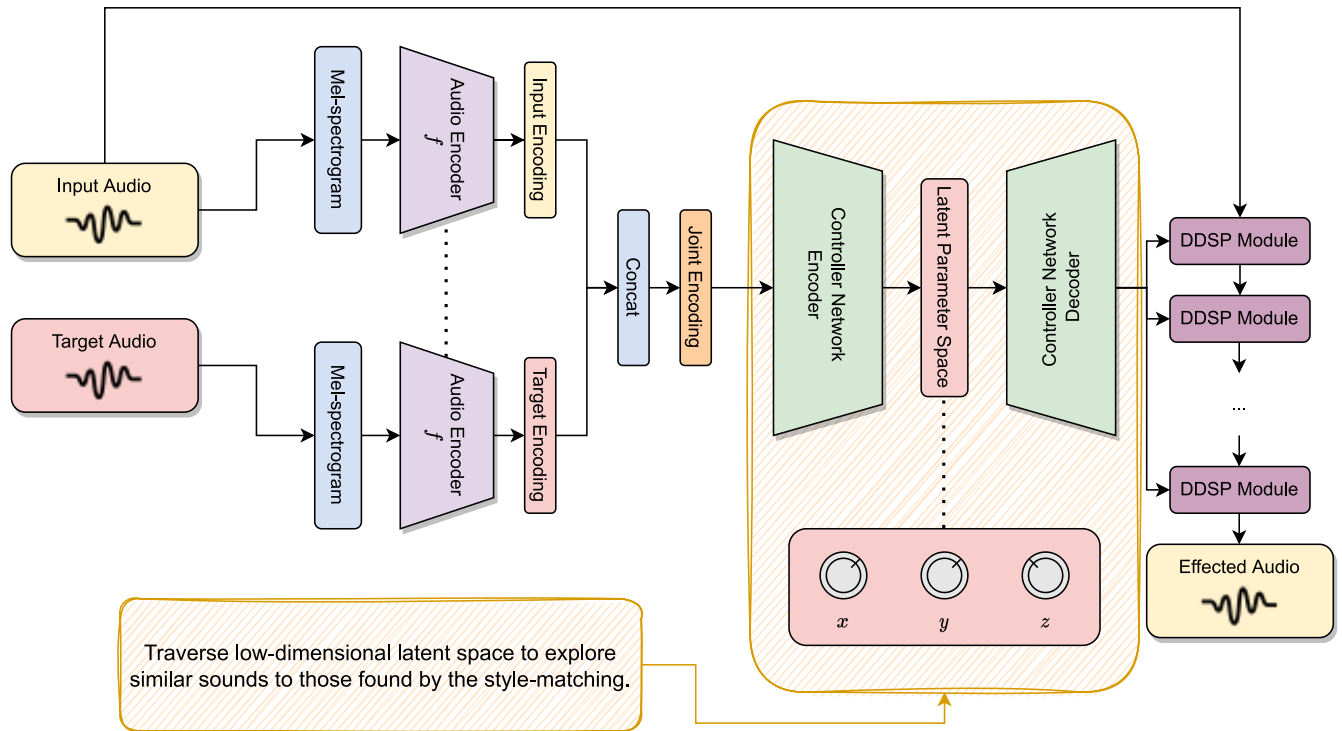 Input Audio
Target Audio
Mel-spectrogram
Audio Encoder
f
Input Encoding
Mel-spectrogram
Audio Encoder
f
Target Encoding
Concat
Joint Encoding
Controller Network
Encoder
Latent Parameter Space
Controller Network
Decoder
x
y
z
DDSP Module
DDSP Module
...
DDSP Module
Effected Audio
Traverse low-dimensional latent space to explore
similar sounds to those found by the style-matching.